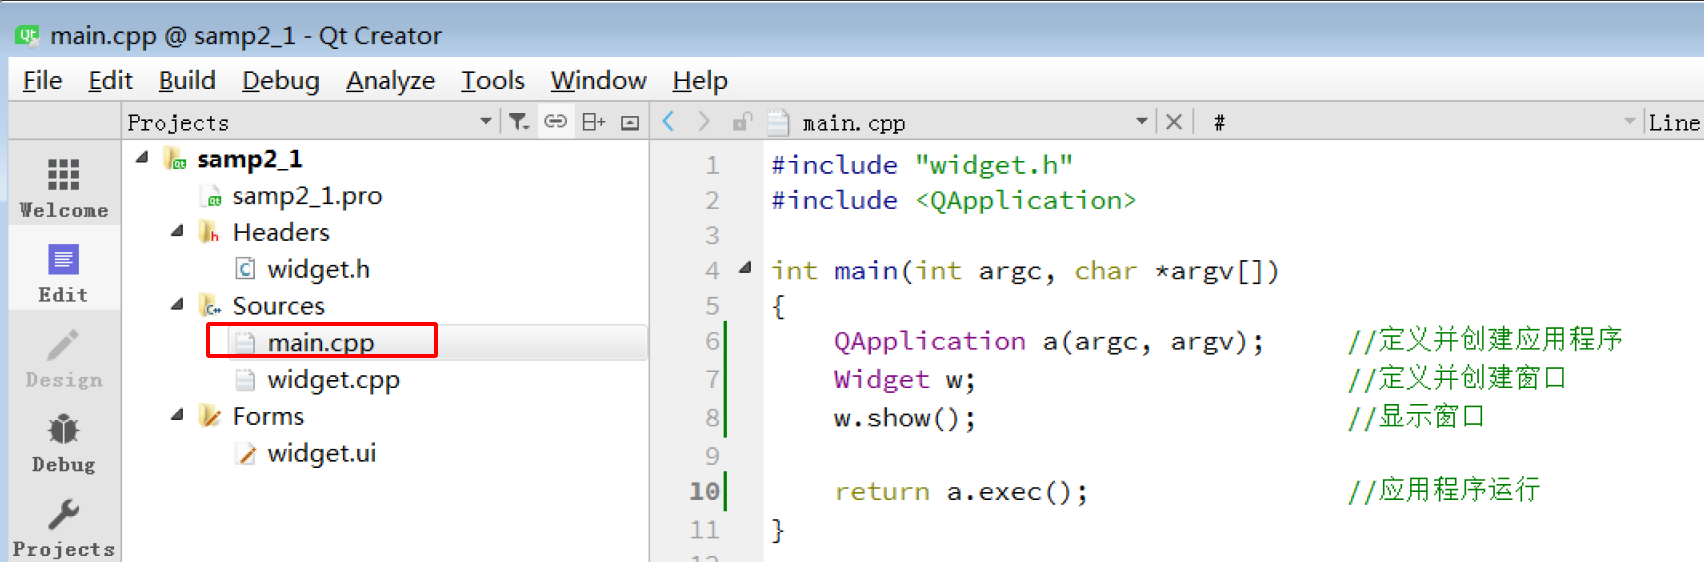 main.cpp @ samp2_1 - Qt Creator
File Edit Build Debug Analyze Tools Window Help
Projects
main.cpp
#
Line
Welcome
Edit
Design
Debug
Projects
samp2_1
samp2_1.pro
Headers
widget.h
Sources
main.cpp
widget.cpp
Forms
widget.ui
1 #include "widget.h"
2 #include <QApplication>
3
4 int main(int argc, char *argv[])
5 {
6 QApplication a(argc, argv); //定义并创建应用程序
7 Widget w; //定义并创建窗口
8 w.show(); //显示窗口
9
10 return a.exec(); //应用程序运行
11 }